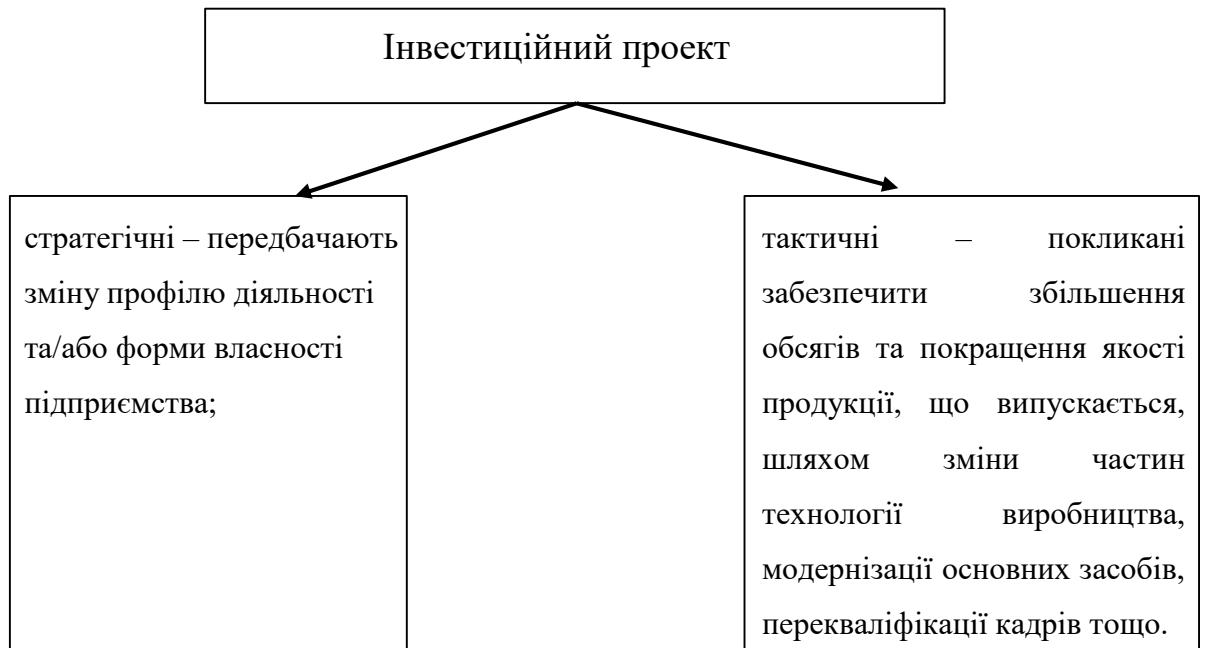 Інвестиційний проект
стратегічні – передбачають
зміну профілю діяльності
та/або форми власності
підприємства;
тактичні – покликані
забезпечити збільшення
обсягів та покращення якості
продукції, що випускається,
шляхом зміни частин
технології виробництва,
модернізації основних засобів,
перекваліфікації кадрів тощо.